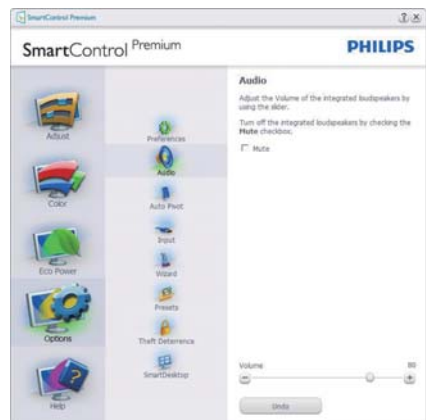 SmartControl Premium
SmartControl Premium
PHILIPS
Adjust
Color
Eco Power
Options
Help
Preferences
Audio
Auto Pivot
Input
Wizard
Presets
Theft Deterrence
SmartDesktop
Audio
Adjust the Volume of the integrated loudspeakers by
using the slider.
Turn off the integrated loudspeakers by checking the
Mute checkbox.
Mute
Volume
80
Undo